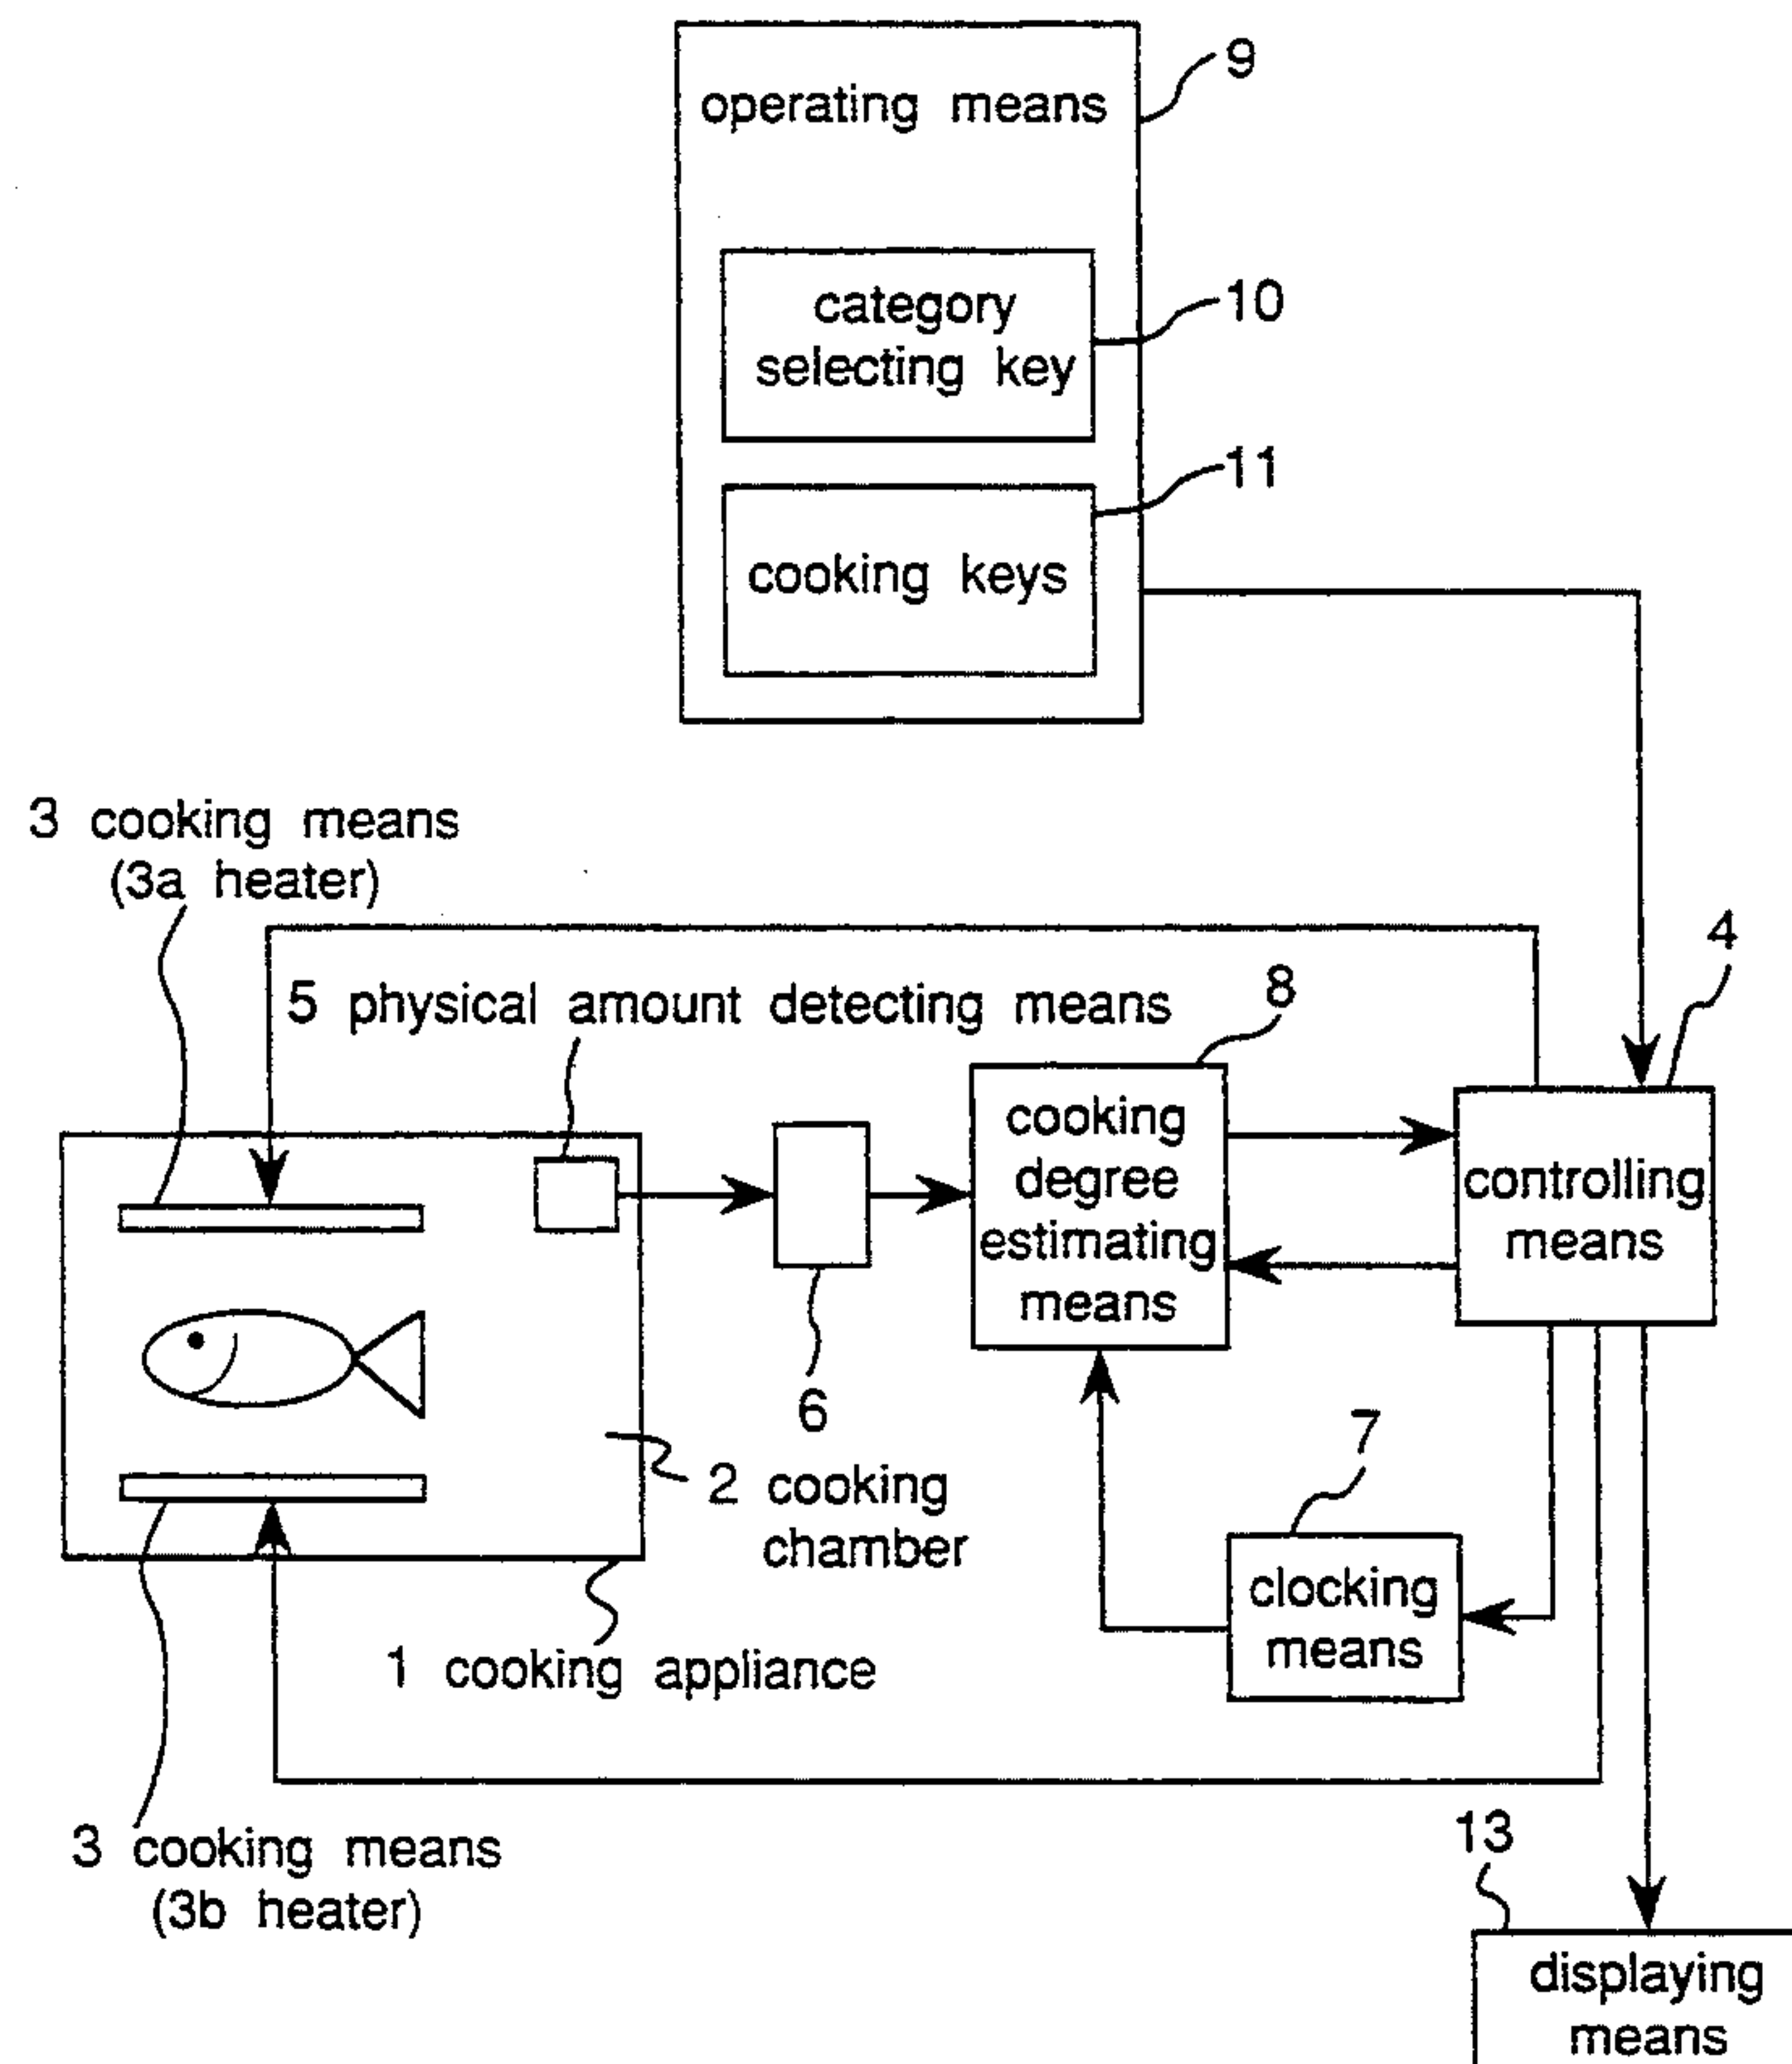 9
operating means
category
selecting key
10
11
cooking keys
3 cooking means
(3a heater)
4
5 physical amount detecting means
8
cooking
degree
estimating
means
controlling
means
6
7
2 cooking
chamber
clocking
means
1 cooking appliance
3 cooking means
(3b heater)
13
displaying
means